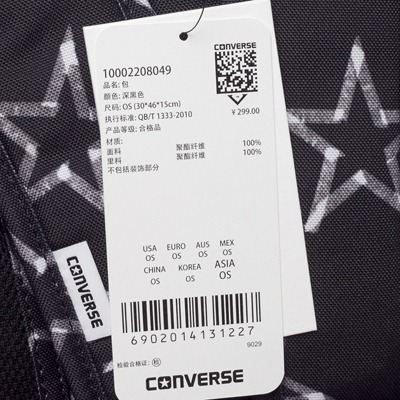 CONVERSE
10002208049
品名: 包
颜色: 深黑色
尺码: OS (30*46*15cm)
执行标准: QB/T 1333-2010
产品等级: 合格品
¥ 299.00
材质:
面料 聚酯纤维 100%
里料 聚酯纤维 100%
不包括装饰部分
USA EURO AUS MEX
OS OS OS OS
CHINA KOREA ASIA
OS OS OS
6902014131227
9029
检验合格证:
CONVERSE
CONVERSE